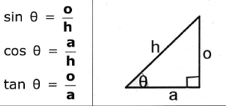 sin θ = o/h
cos θ = a/h
tan θ = o/a
h
o
θ
a